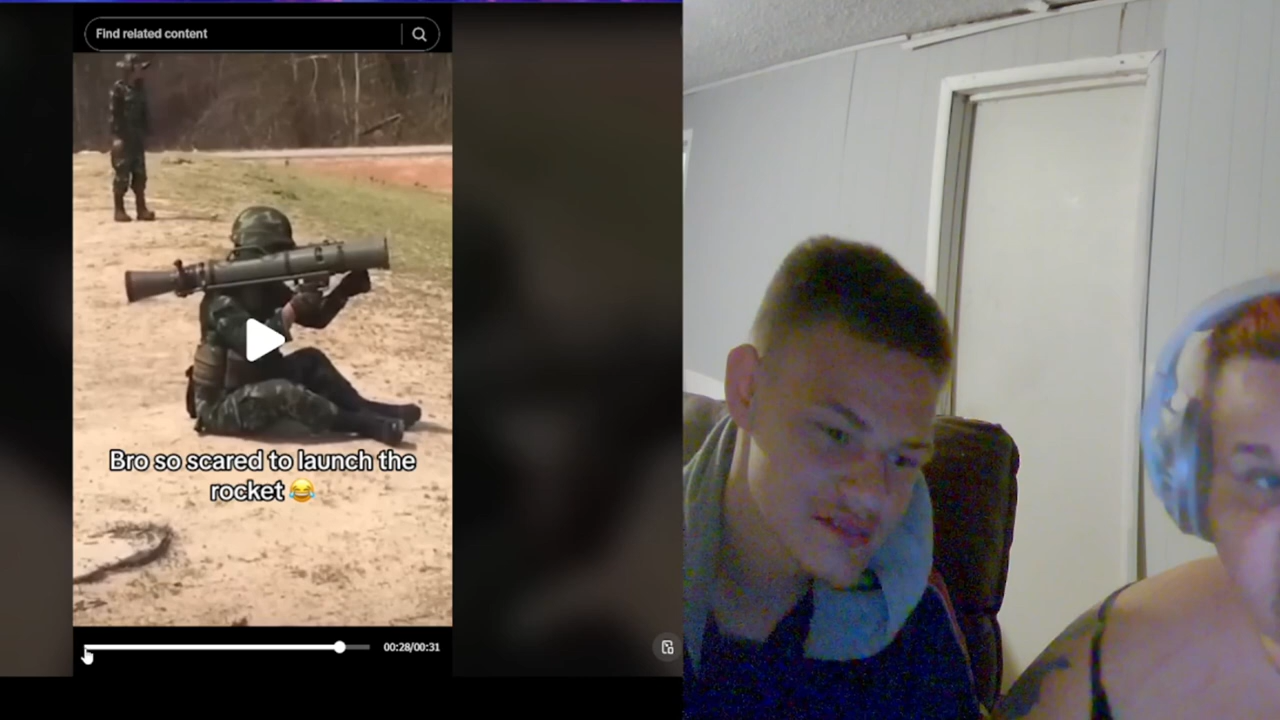 Find related content
Bro so scared to launch the
rocket 😂
00:28/00:31